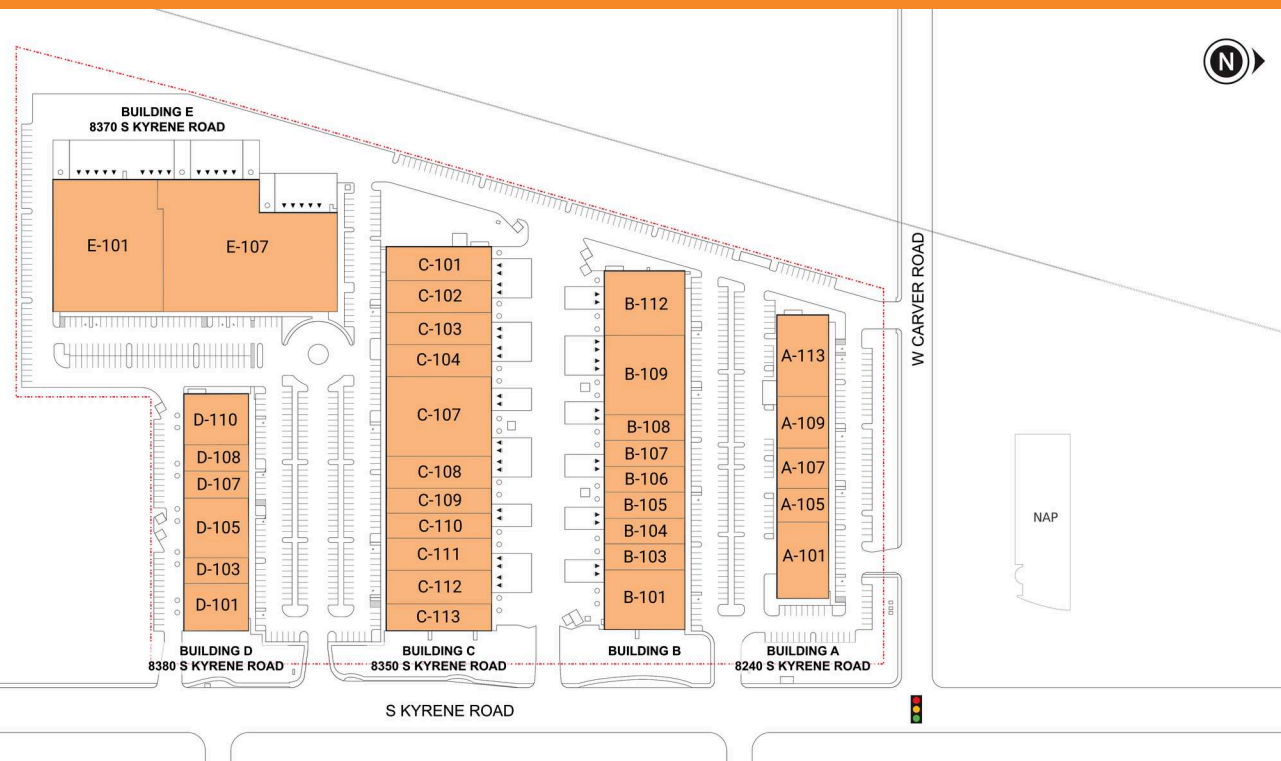 N
BUILDING E
8370 S KYRENE ROAD
E-101
E-107
C-101
C-102
C-103
C-104
C-107
C-108
C-109
C-110
C-111
C-112
C-113
B-112
B-109
B-108
B-107
B-106
B-105
B-104
B-103
B-101
A-113
A-109
A-107
A-105
A-101
D-110
D-108
D-107
D-105
D-103
D-101
W CARVER ROAD
NAP
BUILDING D
8380 S KYRENE ROAD
BUILDING C
8350 S KYRENE ROAD
BUILDING B
BUILDING A
8240 S KYRENE ROAD
S KYRENE ROAD